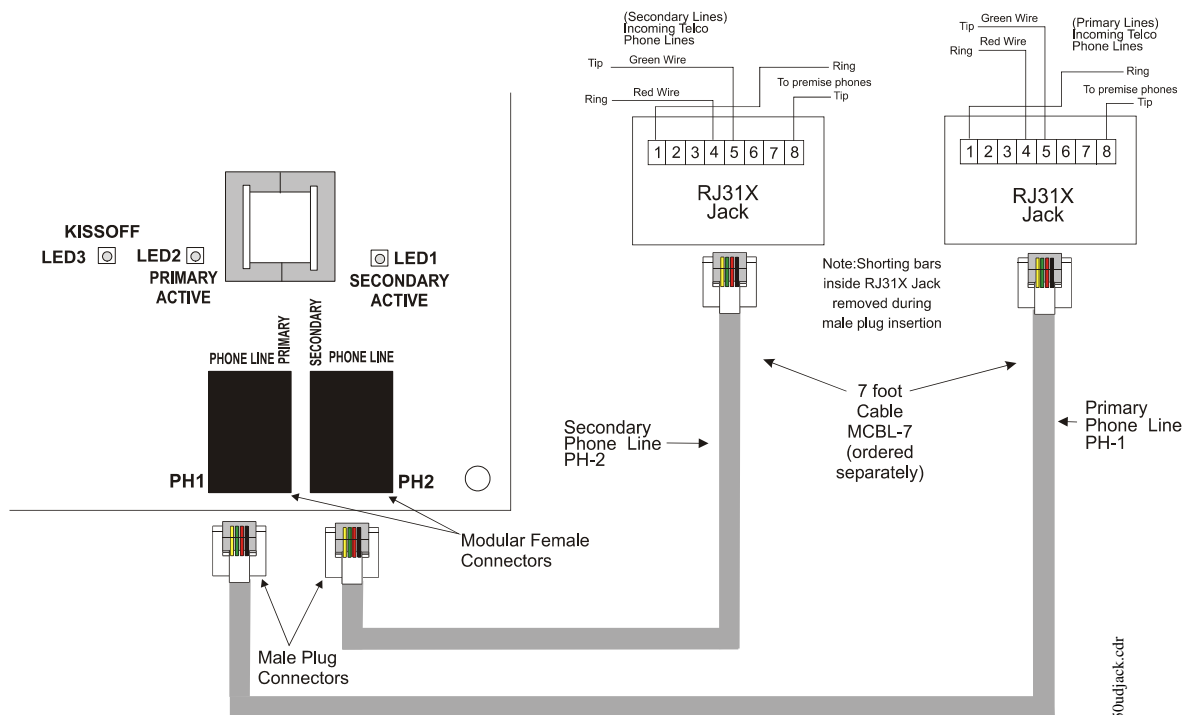 (Secondary Lines)
Incoming Telco
Phone Lines
Tip
Green Wire
Ring
Red Wire
Ring
To premise phones
Tip
1 2 3 4 5 6 7 8
RJ31X
Jack
Tip
Green Wire
Ring
Red Wire
(Primary Lines)
Incoming Telco
Phone Lines
Ring
To premise phones
Tip
1 2 3 4 5 6 7 8
RJ31X
Jack
KISSOFF
LED3
LED2
PRIMARY
ACTIVE
LED1
SECONDARY
ACTIVE
PHONE LINE
PRIMARY
SECONDARY
PHONE LINE
PH1
PH2
Note:Shorting bars
inside RJ31X Jack
removed during
male plug insertion
7 foot
Cable
MCBL-7
(ordered
separately)
Secondary
Phone Line
PH-2
Primary
Phone Line
PH-1
Modular Female
Connectors
Male Plug
Connectors